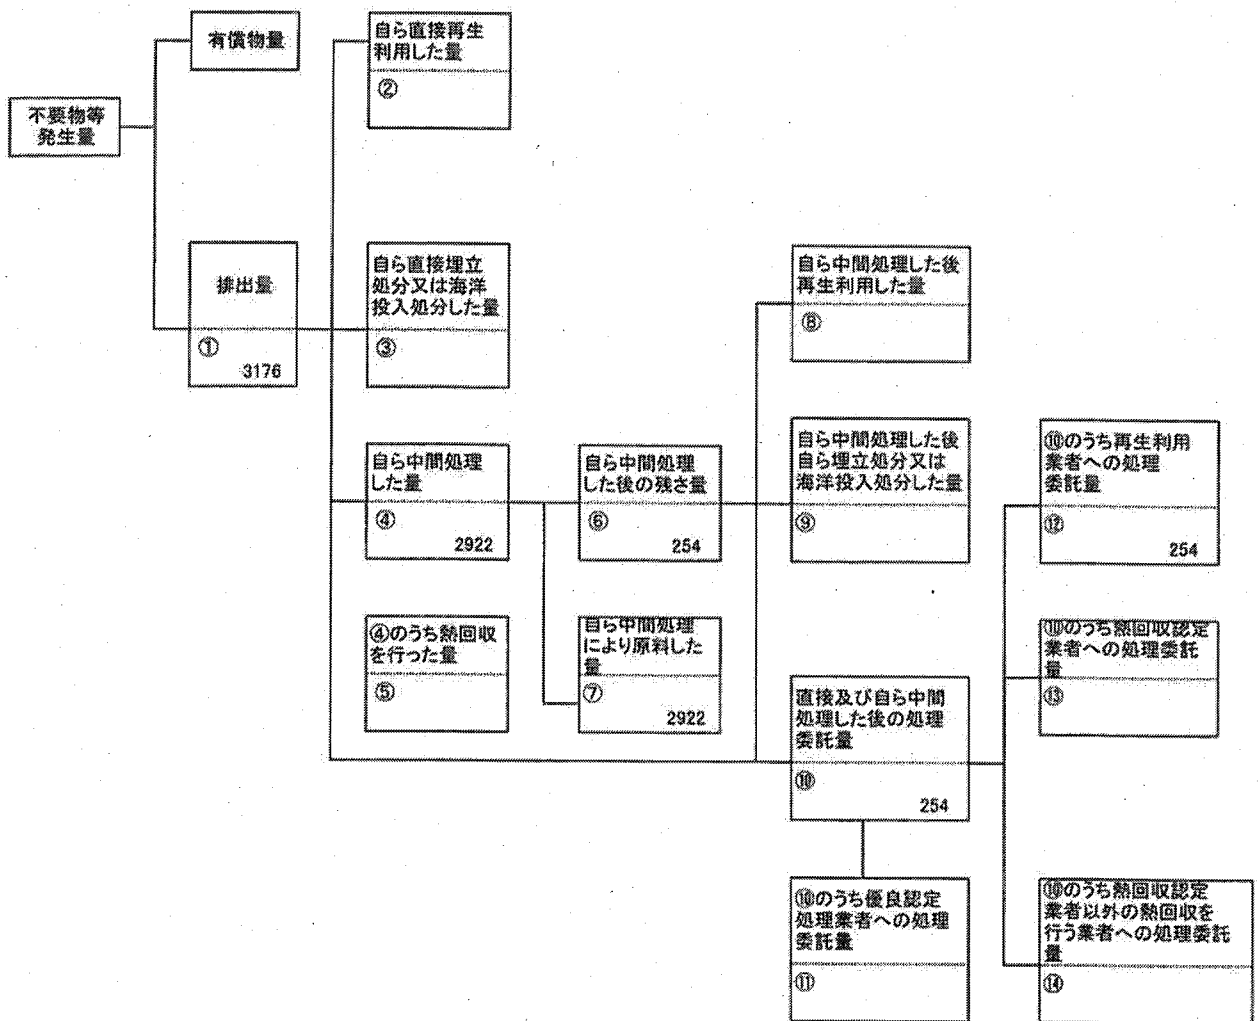 有償物量
自ら直接再生
利用した量
②
不要物等
発生量
排出量
①
3176
自ら直接埋立
処分又は海洋
投入処分した量
③
自ら中間処理した後
再生利用した量
⑧
自ら中間処理
した量
④
2922
自ら中間処理
した後の残さ量
⑥
254
自ら中間処理した後
自ら埋立処分又は
海洋投入処分した量
⑨
⑩のうち再生利用
業者への処理
委託量
⑫
254
④のうち熱回収
を行った量
⑤
自ら中間処理
により原料した
量
⑦
2922
直接及び自ら中間
処理した後の処理
委託量
⑩
254
⑩のうち熱回収認定
業者への処理委託
量
⑬
⑩のうち優良認定
処理業者への処理
委託量
⑪
⑩のうち熱回収認定
業者以外の熱回収を
行う業者への処理委託
量
⑭